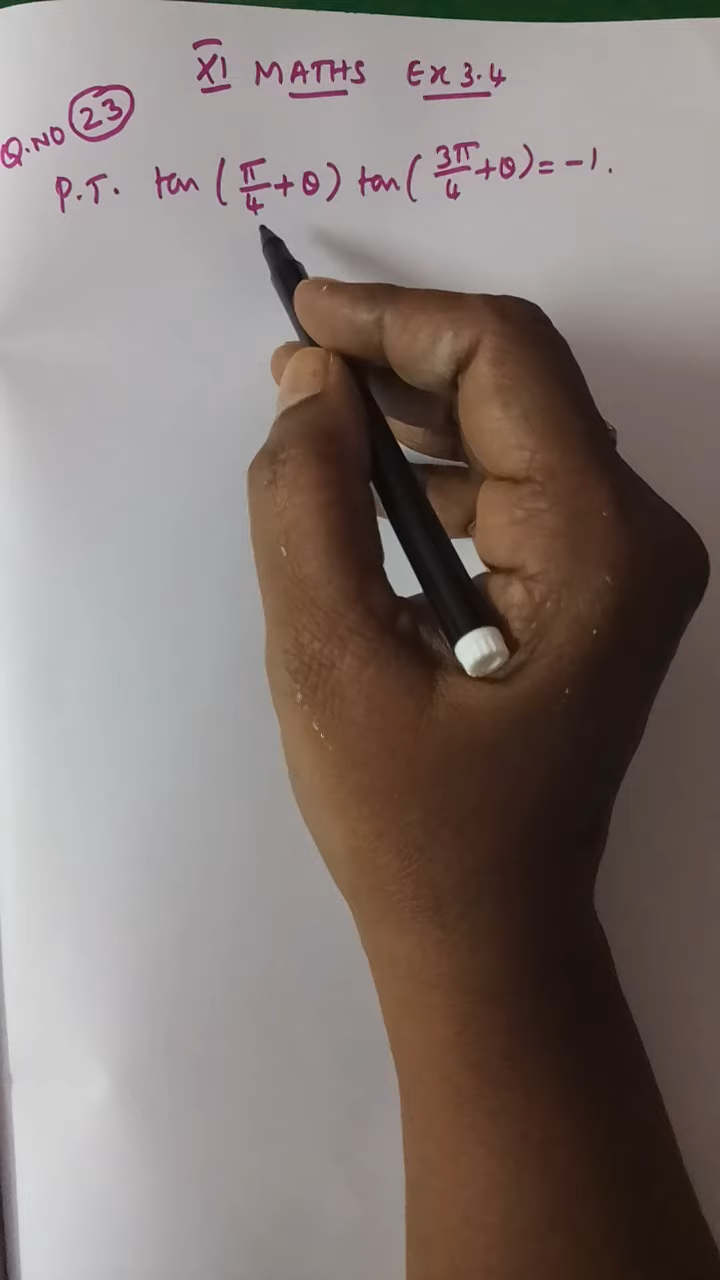 XI MATHS Ex 3.4
Q.NO 23
P.T. tan (π/4 + θ) tan (3π/4 + θ) = -1.